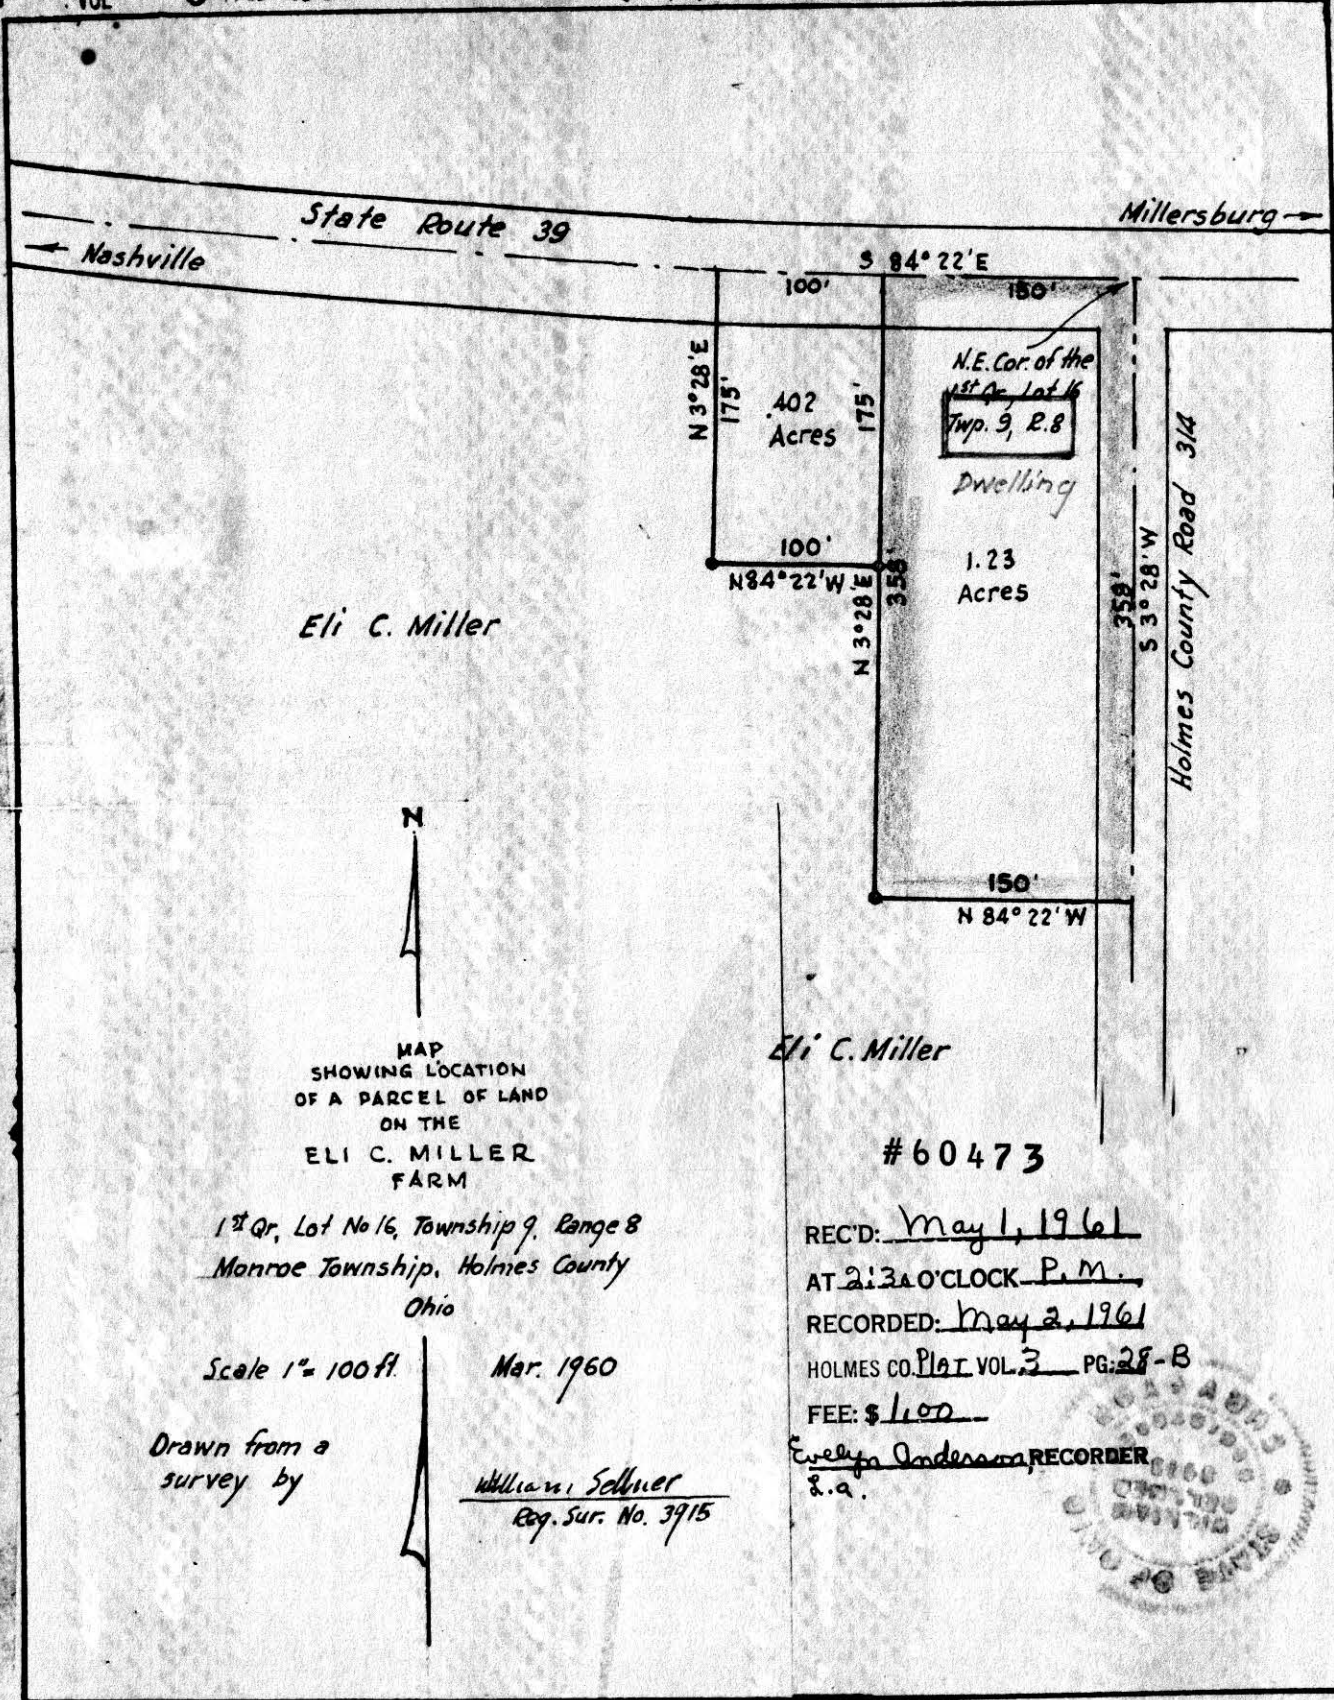 VOL
State Route 39
Millersburg
Nashville
S 84° 22' E
100'
150'
N 3° 28' E
175'
.402
Acres
175'
N.E. Cor. of the
1st Qr, Lot 16
Twp. 9, R.8
Dwelling
Holmes County Road 314
100'
N 84° 22' W
N 3° 28' E
358'
1.23
Acres
358'
S 3° 28' W
Eli C. Miller
150'
N 84° 22' W
N
Eli C. Miller
MAP
SHOWING LOCATION
OF A PARCEL OF LAND
ON THE
ELI C. MILLER
FARM
1st Qr, Lot No 16, Township 9, Range 8
Monroe Township, Holmes County
Ohio
Scale 1" = 100 ft.
Mar. 1960
Drawn from a
survey by
William Sellner
Reg. Sur. No. 3915
#60473
REC'D: May 1, 1961
AT O'CLOCK P.M.
RECORDED: May 2, 1961
HOLMES CO. Plat VOL. 3 PG: 28-B
FEE: $ 1.00
Evelyn Anderson, RECORDER
L.a.